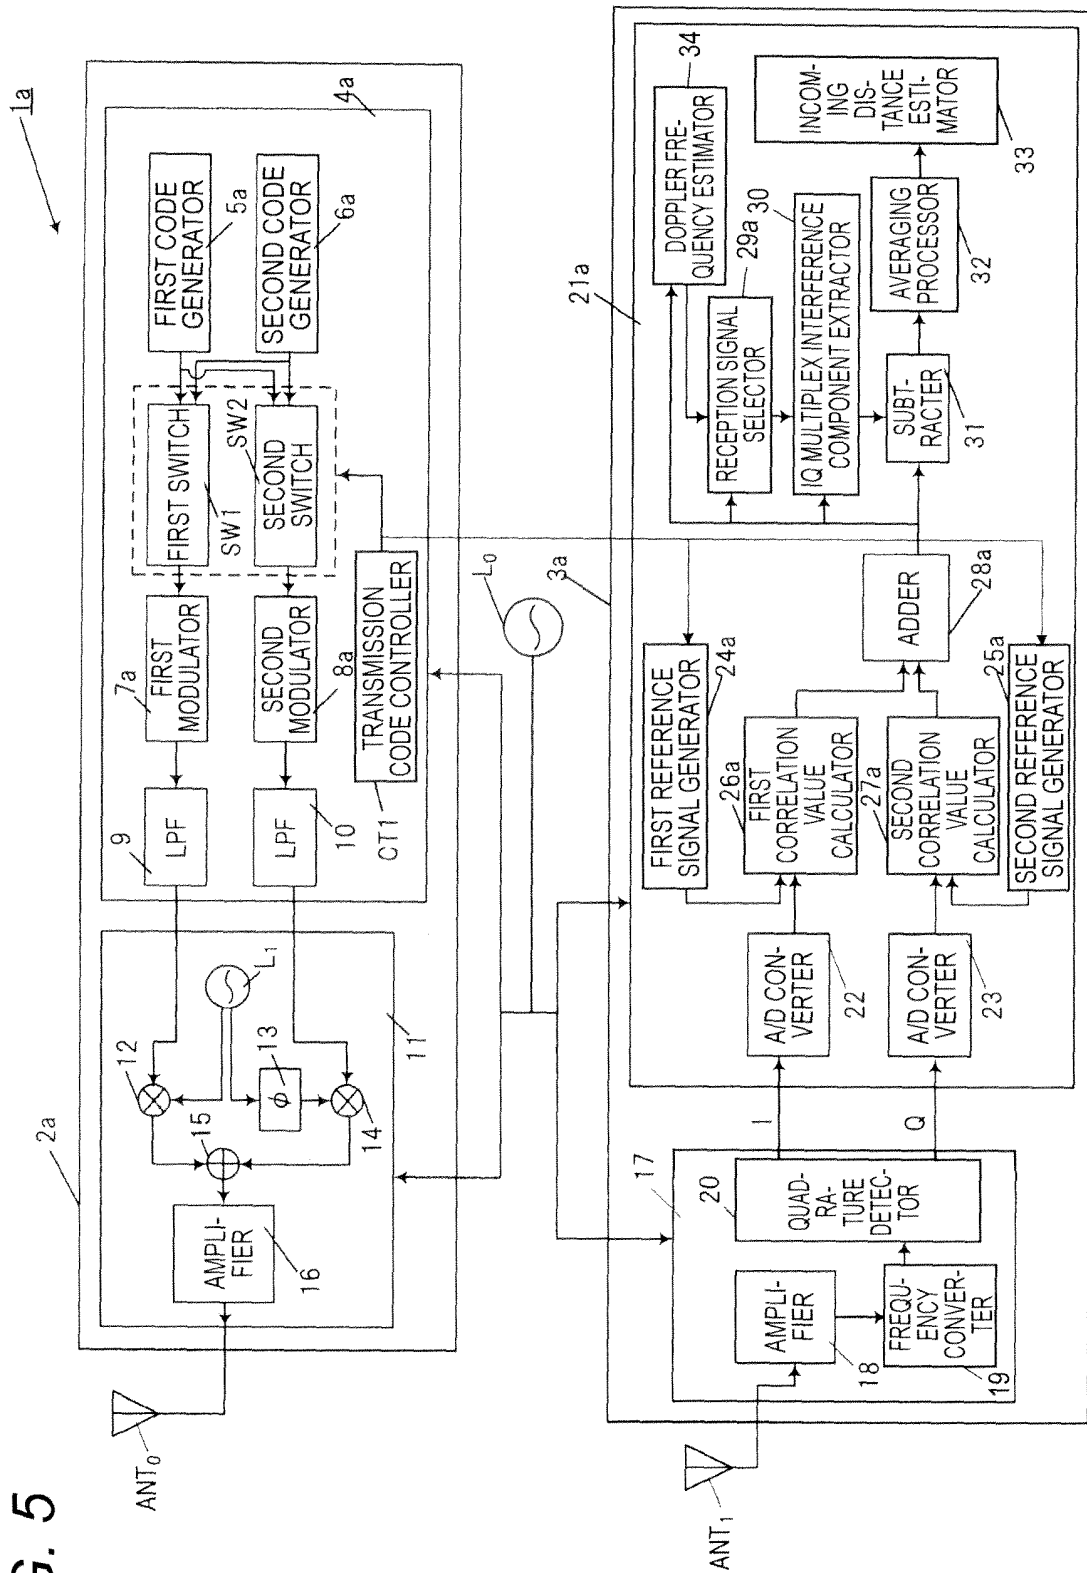 G. 5
1a
2a
4a
FIRST CODE
GENERATOR
5a
SECOND CODE
GENERATOR
6a
FIRST SWITCH
SW1
SW2
SECOND
SWITCH
7a
FIRST
MODULATOR
SECOND
MODULATOR
8a
TRANSMISSION
CODE CONTROLLER
CT1
9
LPF
LPF
10
11
L1
12
13
ϕ
14
15
AMPLI-
FIER
16
ANT0
L0
3a
21a
17
ANT1
AMPLI-
FIER
18
FREQU-
ENCY
CONVER-
TER
19
20
QUAD-
RA-
TURE
DETEC-
TOR
I
Q
A/D CON-
VERTER
22
A/D CON-
VERTER
23
FIRST REFERENCE
SIGNAL GENERATOR
24a
26a
FIRST
CORRELATION
VALUE
CALCULATOR
27a
SECOND
CORRELATION
VALUE
CALCULATOR
25a
SECOND REFERENCE
SIGNAL GENERATOR
ADDER
28a
DOPPLER FRE-
QUENCY ESTIMATOR
34
RECEPTION SIGNAL
SELECTOR
29a
IQ MULTIPLEX INTERFERENCE
COMPONENT EXTRACTOR
30
SUBT-
RACTER
31
AVERAGING
PROCESSOR
32
INCOM-
ING
DIS-
TANCE
ESTI-
MATOR
33